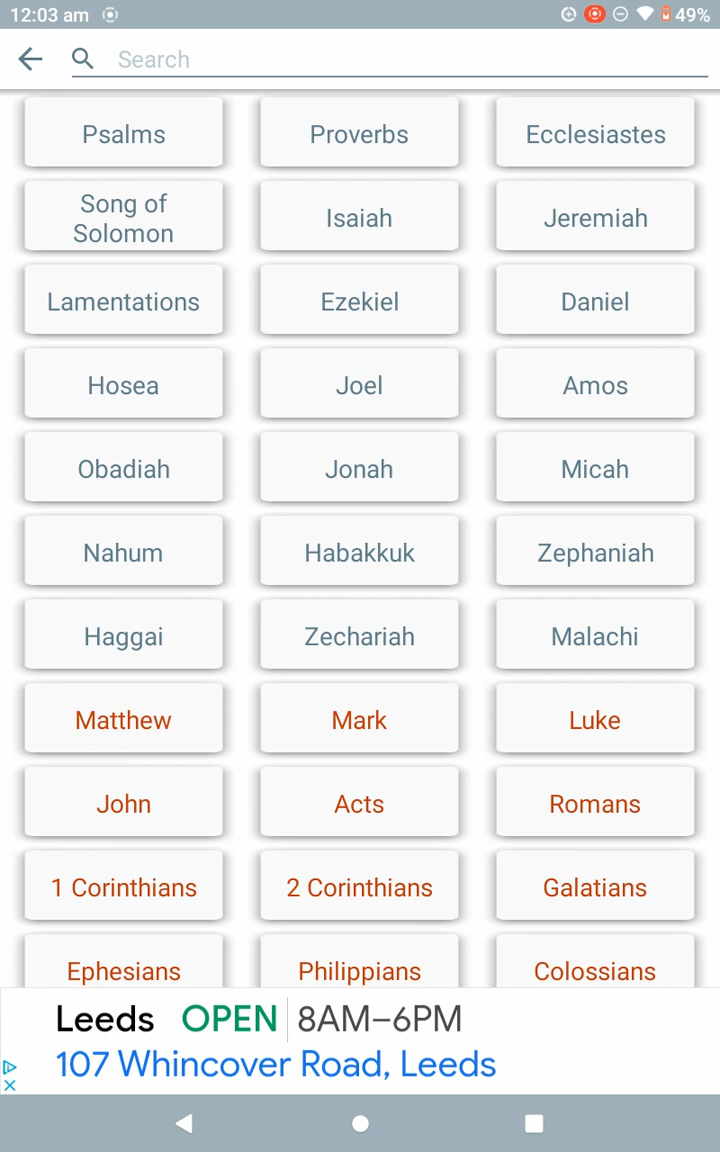 12:03 am 49%
Search
Psalms Proverbs Ecclesiastes
Song of
Solomon Isaiah Jeremiah
Lamentations Ezekiel Daniel
Hosea Joel Amos
Obadiah Jonah Micah
Nahum Habakkuk Zephaniah
Haggai Zechariah Malachi
Matthew Mark Luke
John Acts Romans
1 Corinthians 2 Corinthians Galatians
Ephesians Philippians Colossians
Leeds OPEN 8AM–6PM
107 Whincover Road, Leeds